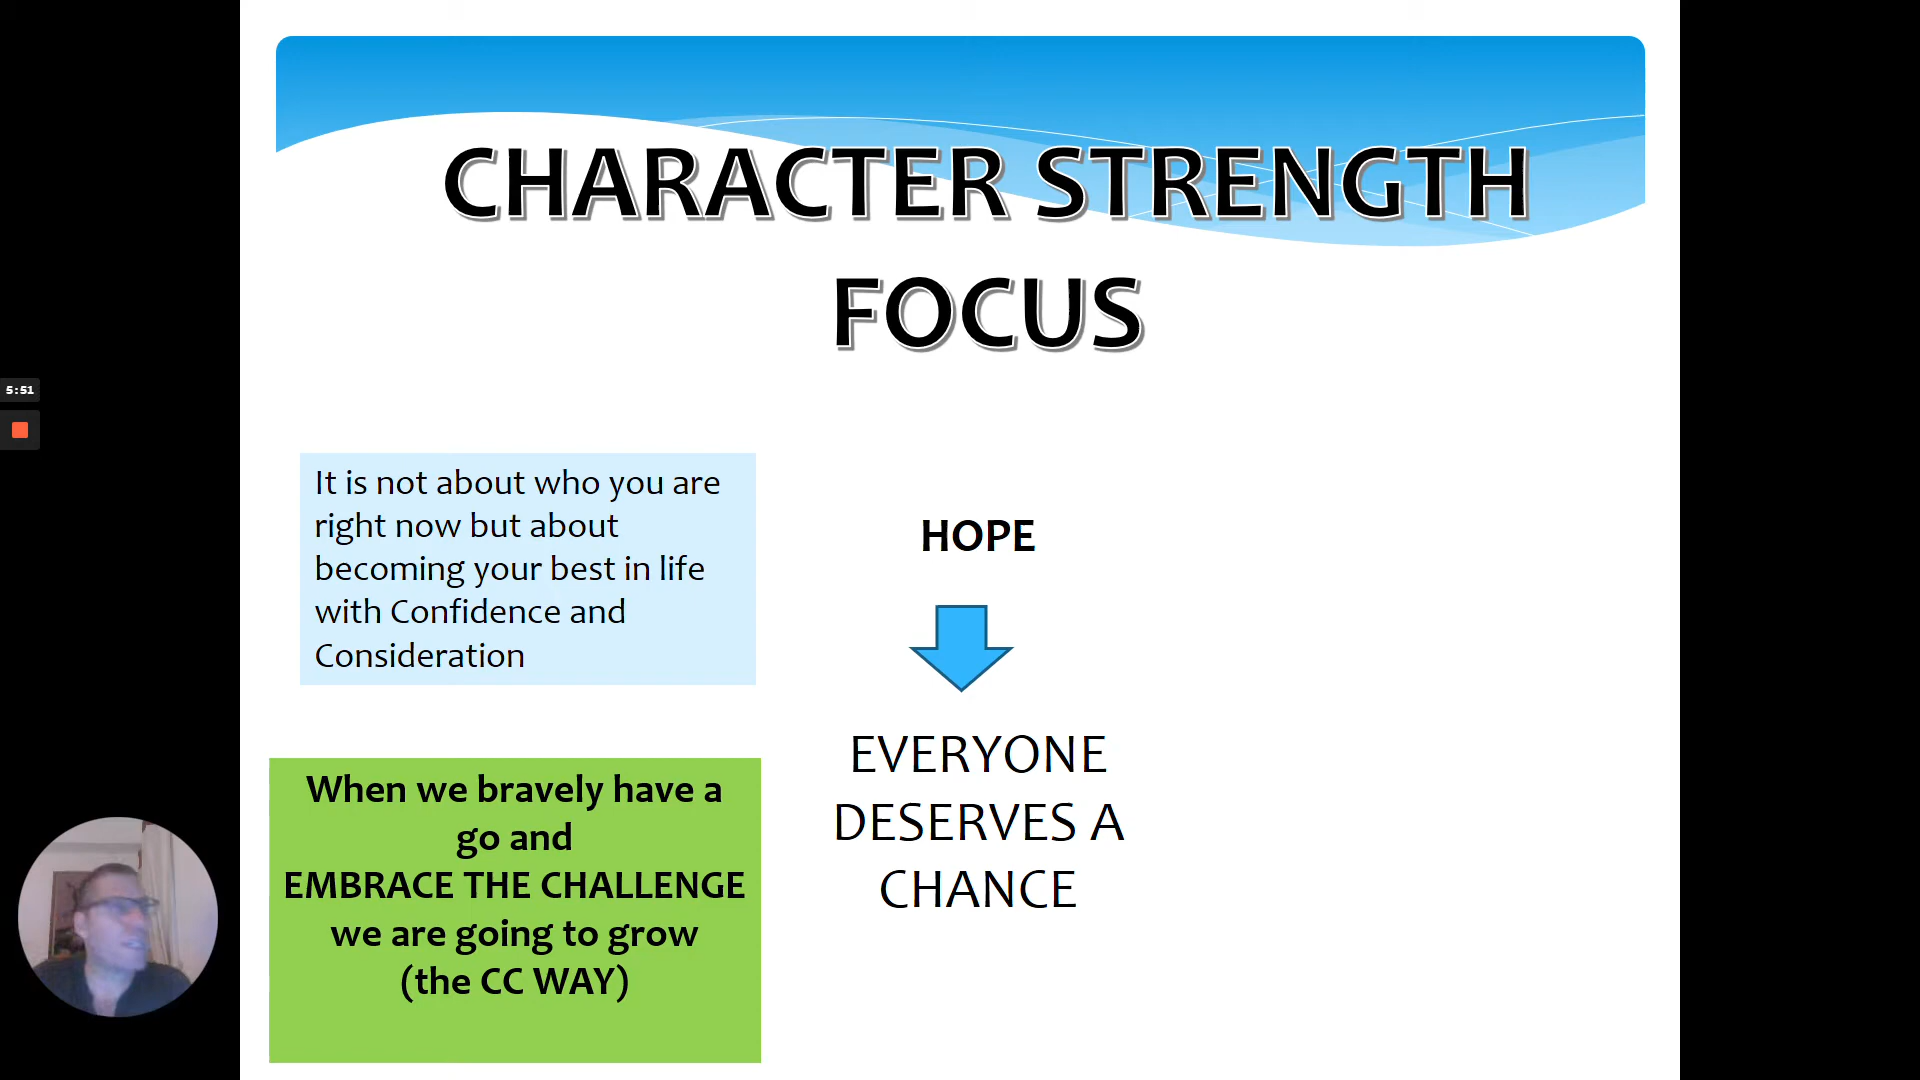 CHARACTER STRENGTH
FOCUS
5:51
It is not about who you are
right now but about
becoming your best in life
with Confidence and
Consideration
HOPE
EVERYONE
DESERVES A
CHANCE
When we bravely have a
go and
EMBRACE THE CHALLENGE
we are going to grow
(the CC WAY)